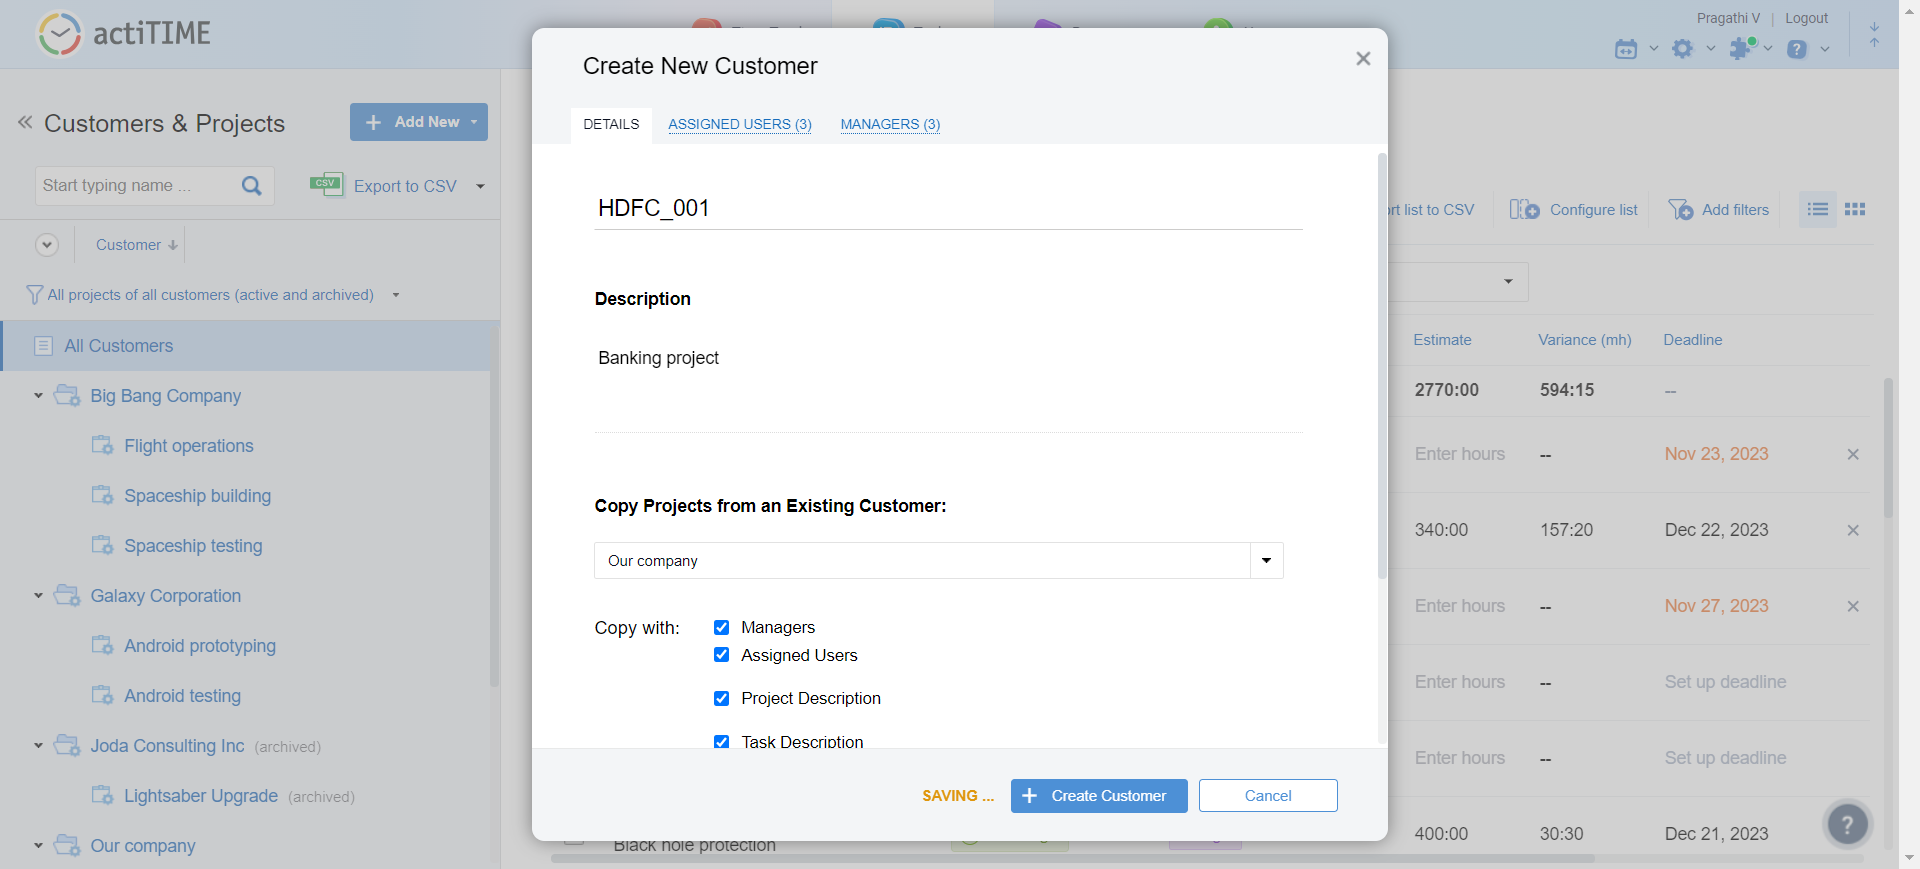 actiTIME
Pragathi V | Logout
Customers & Projects
Add New
Start typing name ...
CSV
Export to CSV
Customer
All projects of all customers (active and archived)
All Customers
Big Bang Company
Flight operations
Spaceship building
Spaceship testing
Galaxy Corporation
Android prototyping
Android testing
Joda Consulting Inc (archived)
Lightsaber Upgrade (archived)
Our company
Create New Customer
DETAILS
ASSIGNED USERS (3)
MANAGERS (3)
HDFC_001
Description
Banking project
Copy Projects from an Existing Customer:
Our company
Copy with:
Managers
Assigned Users
Project Description
Task Description
SAVING ...
Create Customer
Cancel
list to CSV
Configure list
Add filters
Estimate Variance (mh) Deadline
2770:00 594:15 --
Enter hours -- Nov 23, 2023
340:00 157:20 Dec 22, 2023
Enter hours -- Nov 27, 2023
Enter hours -- Set up deadline
Enter hours -- Set up deadline
400:00 30:30 Dec 21, 2023
?
Black hole protection